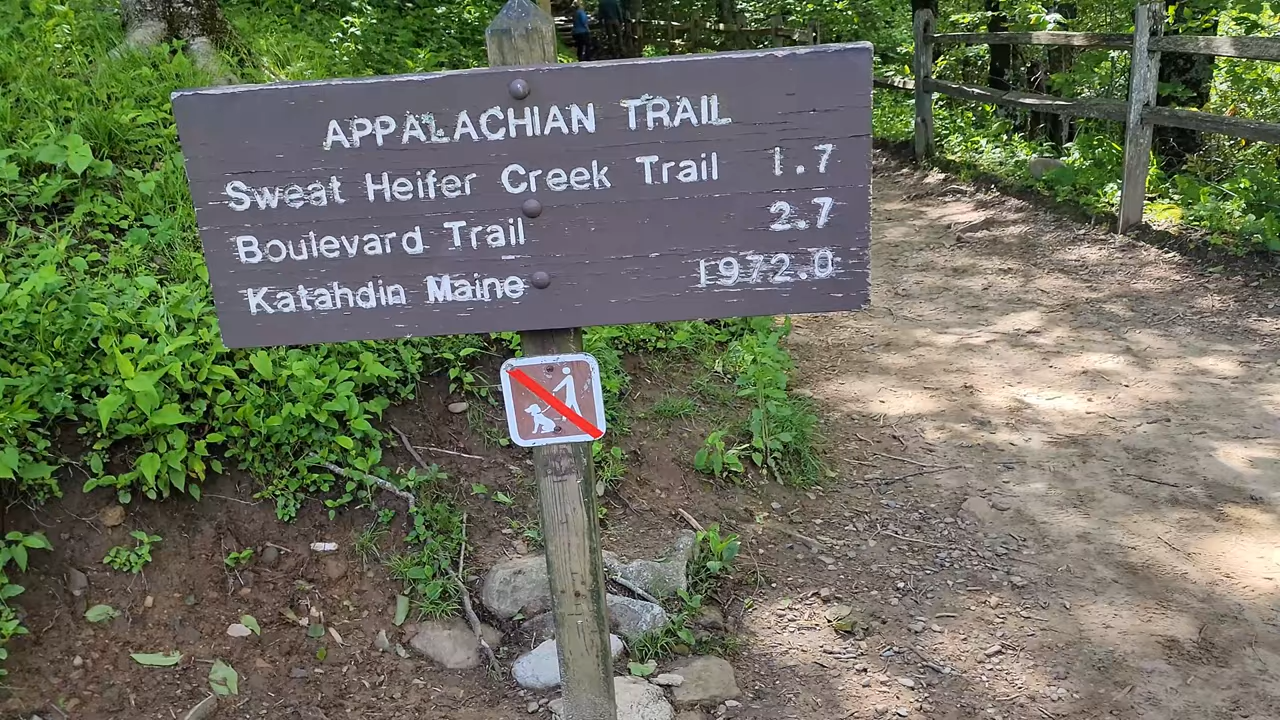 APPALACHIAN TRAIL
Sweat Heifer Creek Trail 1.7
Boulevard Trail 2.7
Katahdin Maine 1972.0